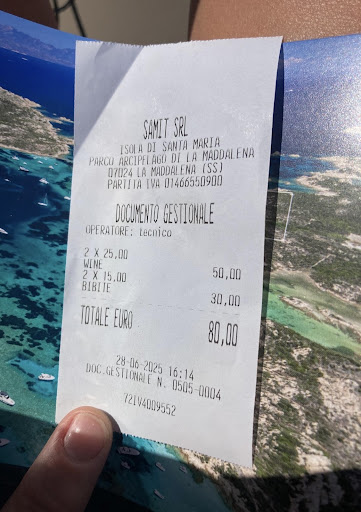 SAMIT SRL
ISOLA DI SANTA MARIA
PARCO ARCIPELAGO DI LA MADDALENA
07024 LA MADDALENA (SS)
PARTITA IVA 01466550900
DOCUMENTO GESTIONALE
OPERATORE: tecnico
2 X 25,00
WINE 50,00
2 X 15,00
BIBITE 30,00
TOTALE EURO 80,00
28-06-2025 16:14
DOC.GESTIONALE N. 0505-0004
72IV4009552